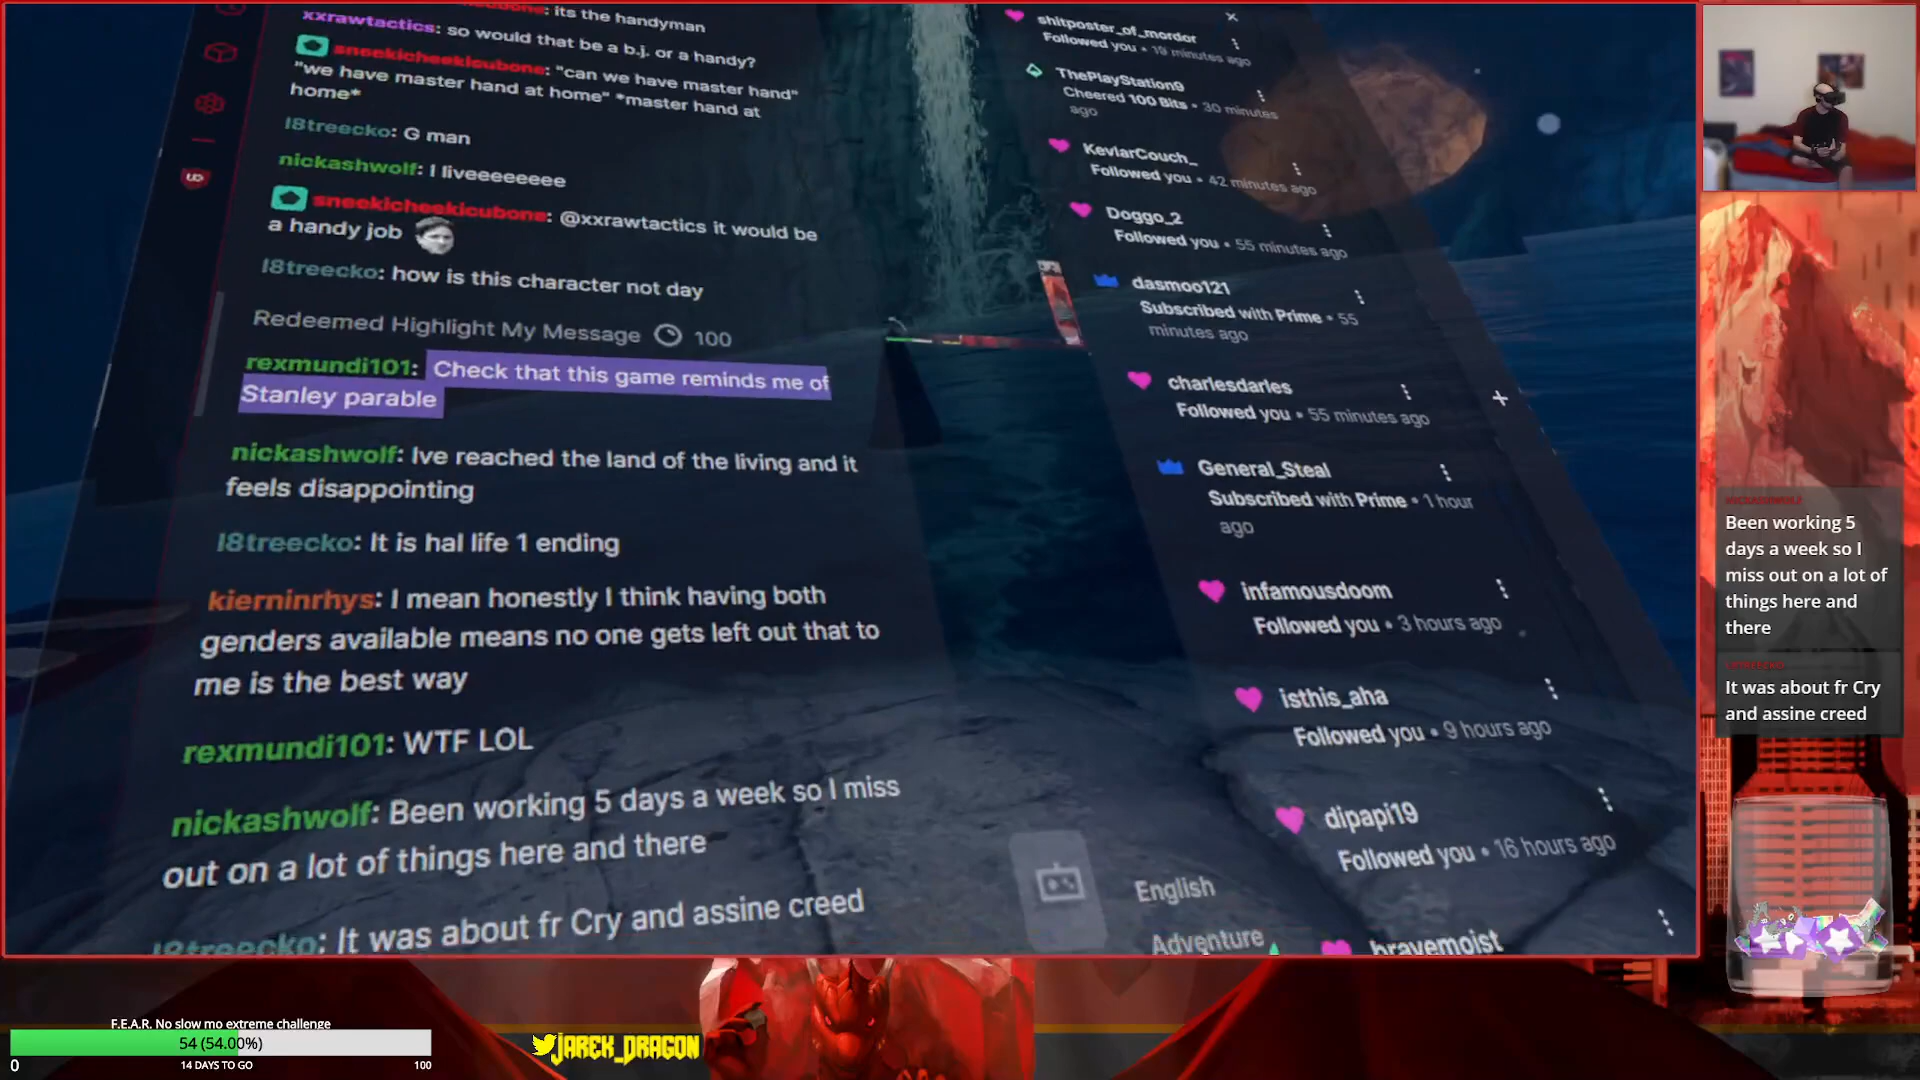 its the handyman
xxrawtactics: so would that be a b.j. or a handy?
sneekicheekicubone: "can we have master hand"
"we have master hand at home" *master hand at
home*
l8treecko: G man
nickashwolf: I liveeeeeeee
sneekicheekicubone: @xxrawtactics it would be
a handy job
l8treecko: how is this character not day
Redeemed Highlight My Message 100
rexmundi101: Check that this game reminds me of
Stanley parable
nickashwolf: Ive reached the land of the living and it
feels disappointing
l8treecko: It is hal life 1 ending
kierninrhys: I mean honestly I think having both
genders available means no one gets left out that to
me is the best way
rexmundi101: WTF LOL
nickashwolf: Been working 5 days a week so I miss
out on a lot of things here and there
l8treecko: It was about fr Cry and assine creed
shitposter_of_mordor
Followed you • 19 minutes ago
ThePlayStation9
Cheered 100 Bits • 30 minutes
ago
KevlarCouch_
Followed you • 42 minutes ago
Doggo_2
Followed you • 55 minutes ago
dasmoo121
Subscribed with Prime • 55
minutes ago
charlesdarles
Followed you • 55 minutes ago
General_Steal
Subscribed with Prime • 1 hour
ago
infamousdoom
Followed you • 3 hours ago
isthis_aha
Followed you • 9 hours ago
dipapi19
Followed you • 16 hours ago
bravemoist
English
Adventure
NICKASHWOLF
Been working 5
days a week so I
miss out on a lot of
things here and
there
L8TREECKO
It was about fr Cry
and assine creed
F.E.A.R. No slow mo extreme challenge
54 (54.00%)
0
14 DAYS TO GO
100
JAREK_DRAGON